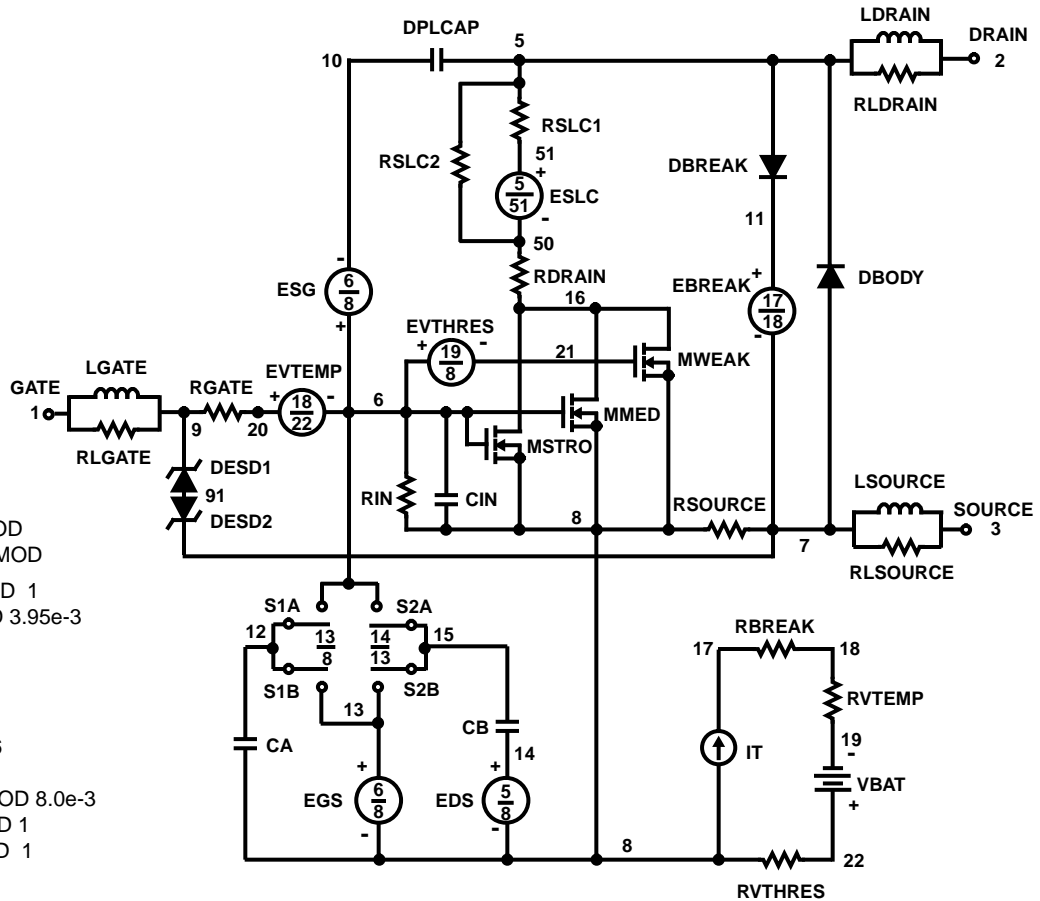 LDRAIN
DPLCAP
5
DRAIN
10
2
RLDRAIN
RSLC1
RSLC2
51
+
DBREAK
5
51
ESLC
-
11
50
-
RDRAIN
+
6
8
ESG
16
EBREAK
17
18
DBODY
+
EVTHRES
-
+
-
19
8
21
MWEAK
LGATE
EVTEMP
GATE
RGATE
+
-
6
18
22
MMED
1
9
20
MSTRO
RLGATE
DESD1
LSOURCE
91
RIN
CIN
RSOURCE
SOURCE
DESD2
8
3
OD
7
MOD
RLSOURCE
D 1
S1A
S2A
D 3.95e-3
RBREAK
12
13
8
14
13
15
17
18
S1B
S2B
RVTEMP
13
CB
19
CA
-
14
IT
+
+
VBAT
6
8
5
8
EGS
EDS
+
OD 8.0e-3
-
-
D 1
8
D 1
22
RVTHRES